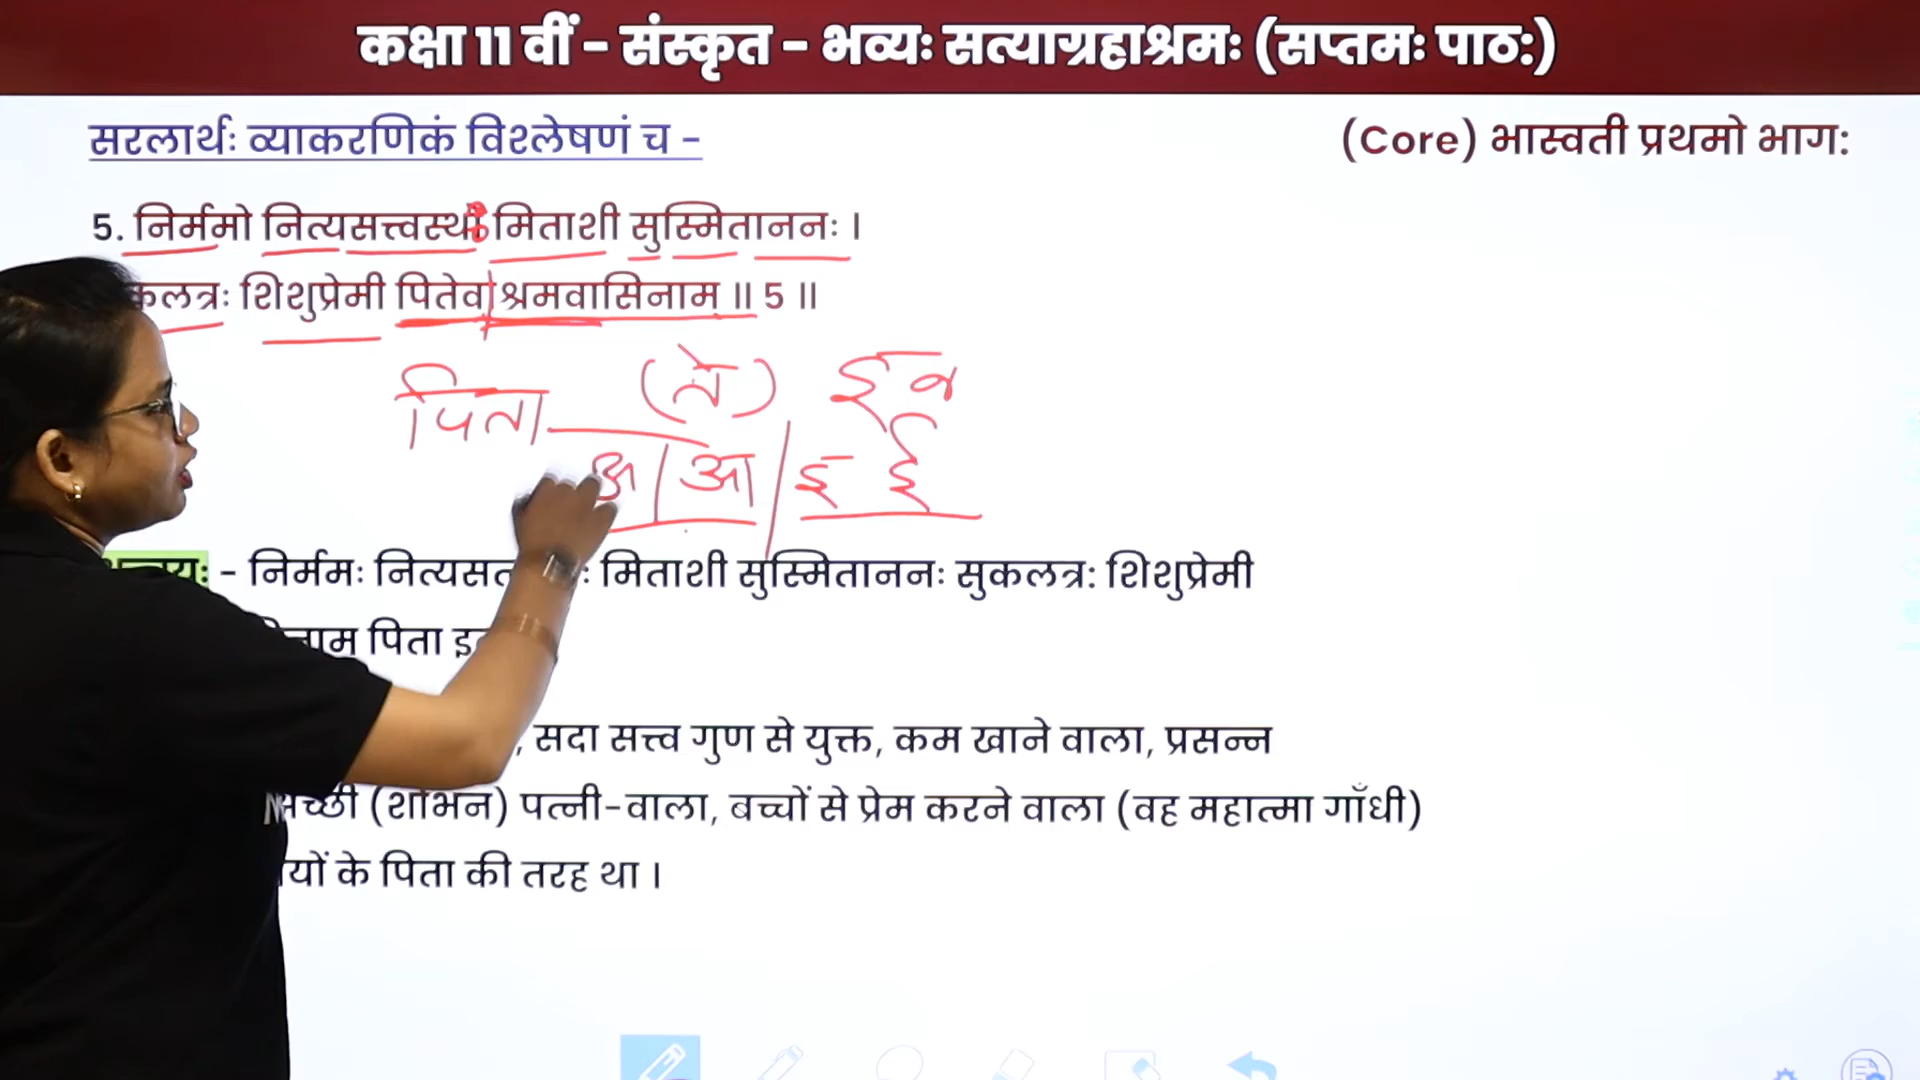 कक्षा 11 वीं - संस्कृत - भव्यः सत्याग्रहाश्रमः (सप्तमः पाठः)
सरलार्थः व्याकरणिकं विश्लेषणं च -
(Core) भास्वती प्रथमो भागः
5. निर्ममो नित्यसत्त्वस्थो मिताशी सुस्मिताननः ।
कलत्रः शिशुप्रेमी पितेवाश्रमवासिनाम् ॥ 5 ॥
पिता (ते) इव
अ आ इ ई
- निर्ममः मिताशी सुस्मिताननः सुकलत्रः शिशुप्रेमी
पिता
, सदा सत्त्व गुण से युक्त, कम खाने वाला, प्रसन्न
(शोभन) पत्नी-वाला, बच्चों से प्रेम करने वाला (वह महात्मा गाँधी)
के पिता की तरह था ।